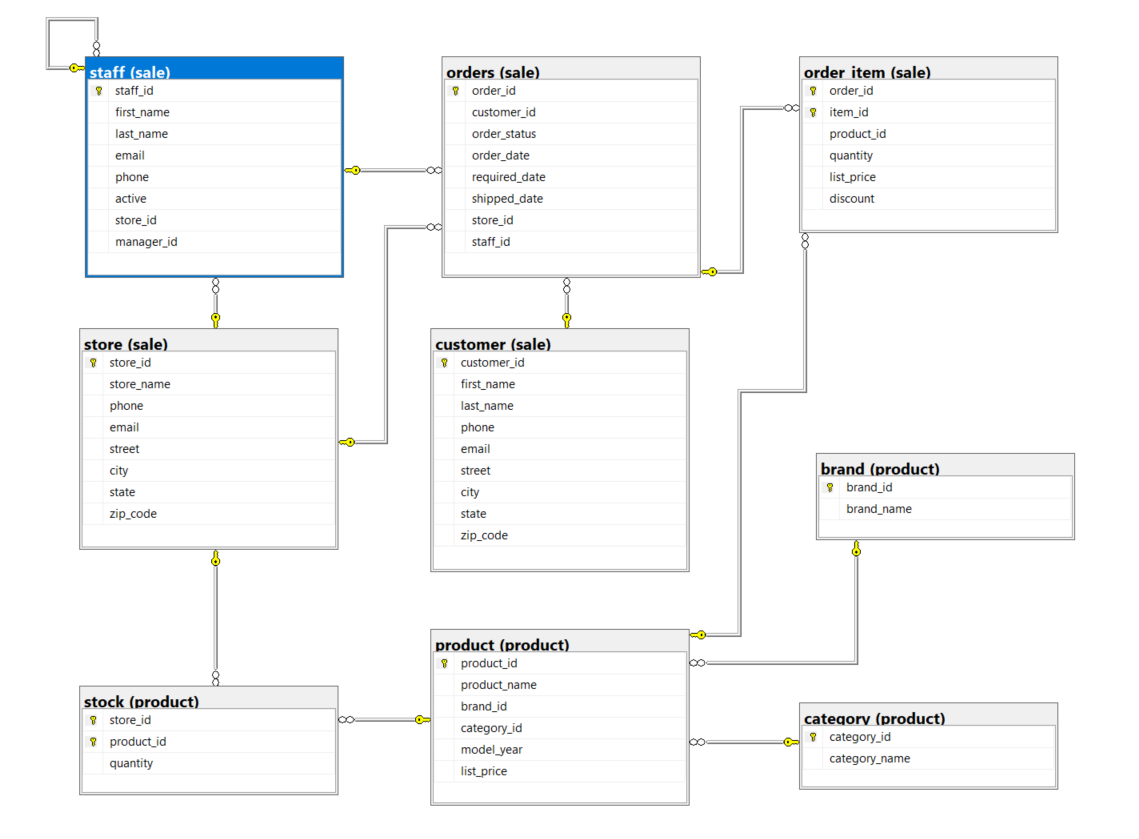 staff (sale)
staff_id
first_name
last_name
email
phone
active
store_id
manager_id
orders (sale)
order_id
customer_id
order_status
order_date
required_date
shipped_date
store_id
staff_id
order_item (sale)
order_id
item_id
product_id
quantity
list_price
discount
store (sale)
store_id
store_name
phone
email
street
city
state
zip_code
customer (sale)
customer_id
first_name
last_name
phone
email
street
city
state
zip_code
brand (product)
brand_id
brand_name
stock (product)
store_id
product_id
quantity
product (product)
product_id
product_name
brand_id
category_id
model_year
list_price
category (product)
category_id
category_name